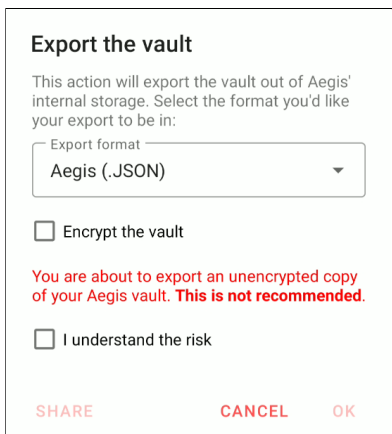 Export the vault
This action will export the vault out of Aegis'
internal storage. Select the format you'd like
your export to be in:
Export format
Aegis (.JSON)
Encrypt the vault
You are about to export an unencrypted copy
of your Aegis vault. This is not recommended.
I understand the risk
SHARE CANCEL OK